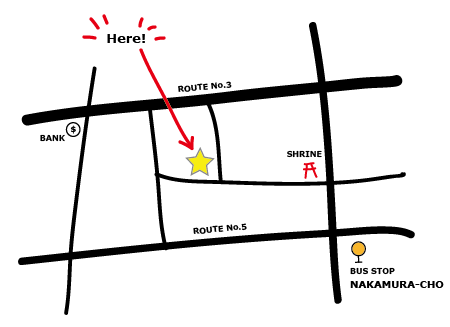 Here!
ROUTE No.3
BANK
$
SHRINE
ROUTE No.5
BUS STOP
NAKAMURA-CHO